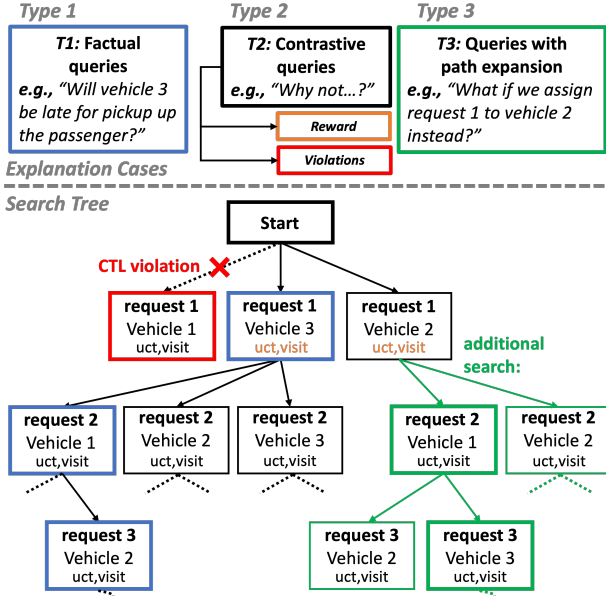 Type 1
Type 2
Type 3
T1: Factual
queries
e.g., “Will vehicle 3
be late for pickup up
the passenger?”
T2: Contrastive
queries
e.g., “Why not…?”
Reward
Violations
T3: Queries with
path expansion
e.g., “What if we assign
request 1 to vehicle 2
instead?”
Explanation Cases
Search Tree
Start
CTL violation
request 1
Vehicle 1
uct,visit
request 1
Vehicle 3
uct,visit
request 1
Vehicle 2
uct,visit
additional
search:
request 2
Vehicle 1
uct,visit
request 2
Vehicle 2
uct,visit
request 2
Vehicle 3
uct,visit
request 2
Vehicle 1
uct,visit
request 2
Vehicle 2
uct,visit
request 3
Vehicle 2
uct,visit
request 3
Vehicle 2
uct,visit
request 3
Vehicle 3
uct,visit